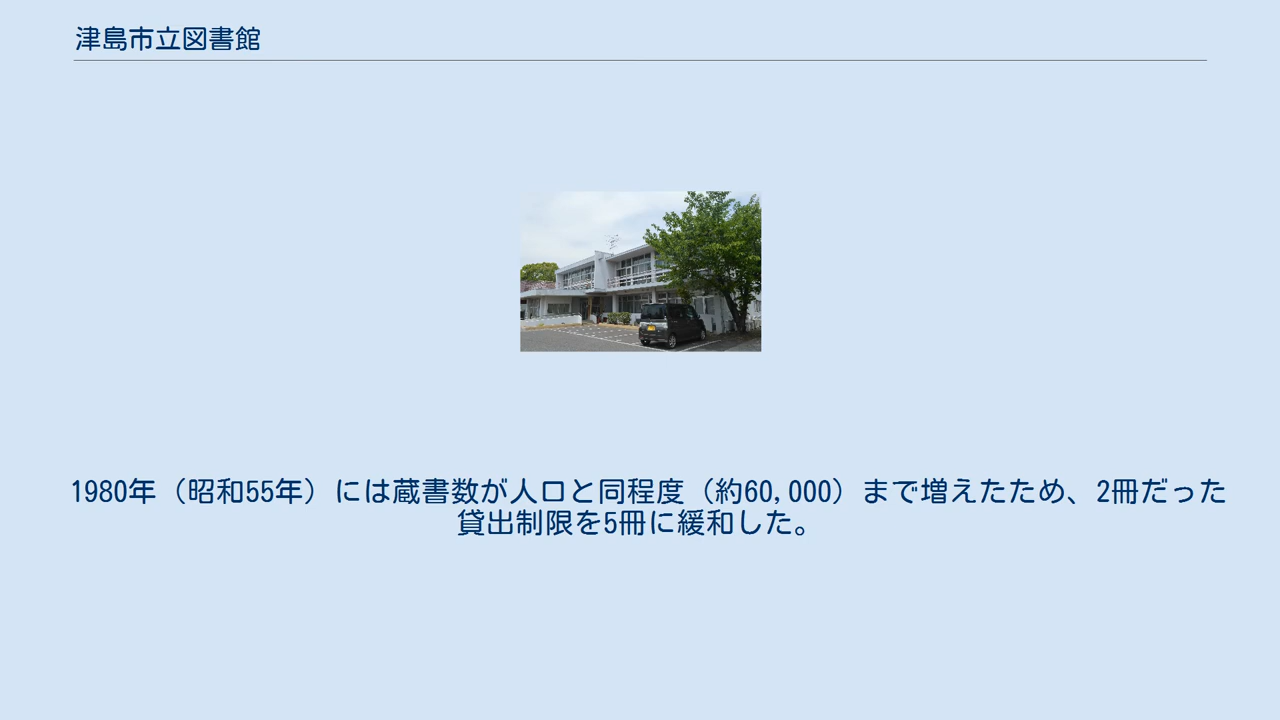 津島市立図書館
1980年（昭和55年）には蔵書数が人口と同程度（約60,000）まで増えたため、2冊だった
貸出制限を5冊に緩和した。